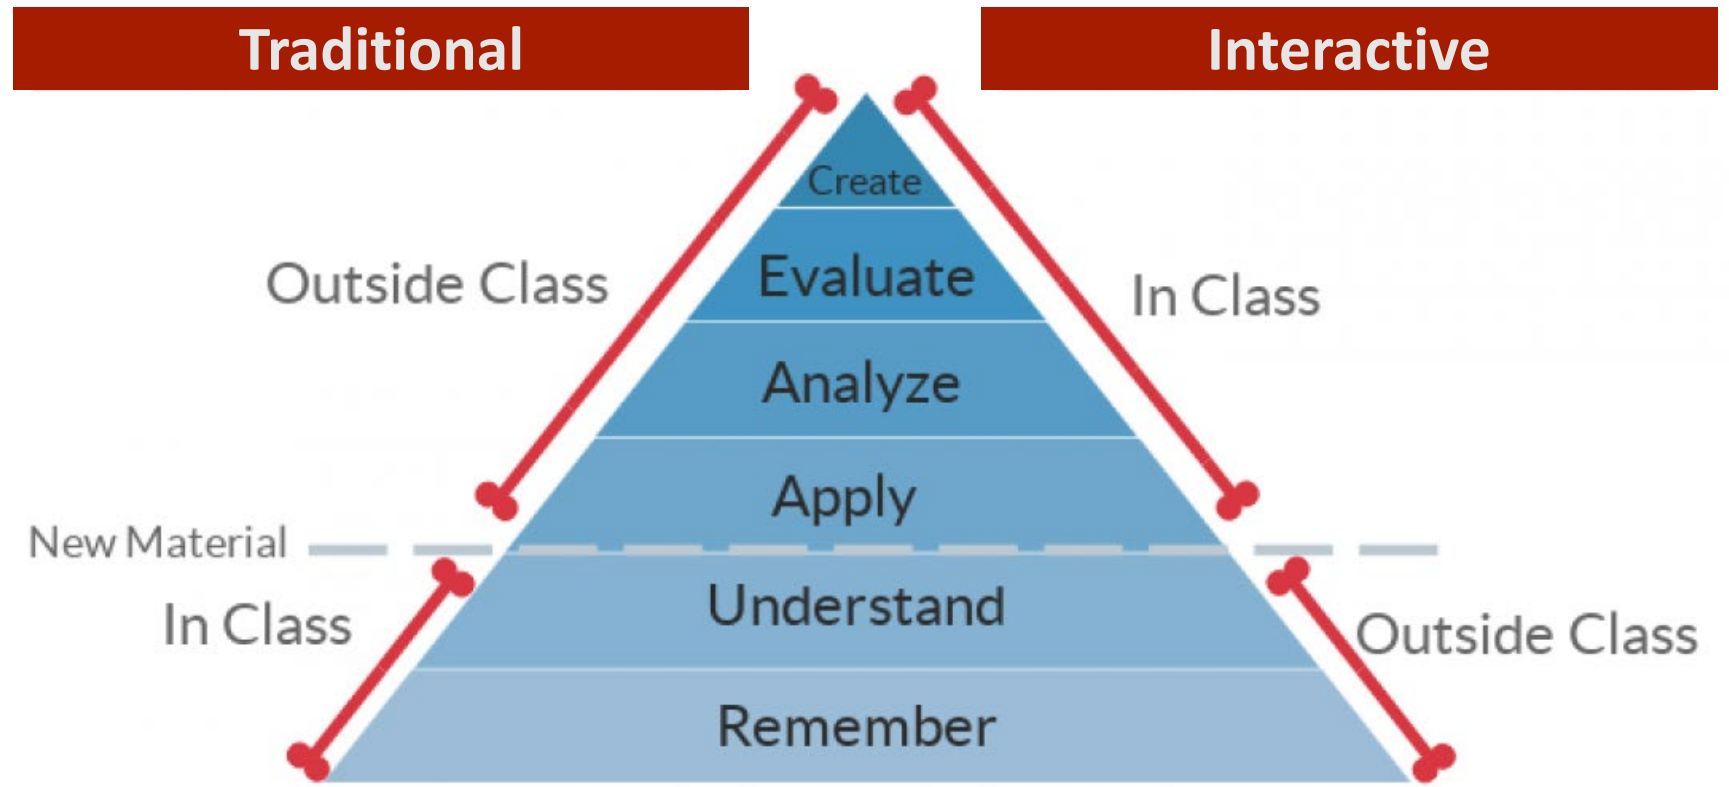 Traditional
Interactive
Create
Outside Class
Evaluate
In Class
Analyze
Apply
New Material
In Class
Understand
Outside Class
Remember